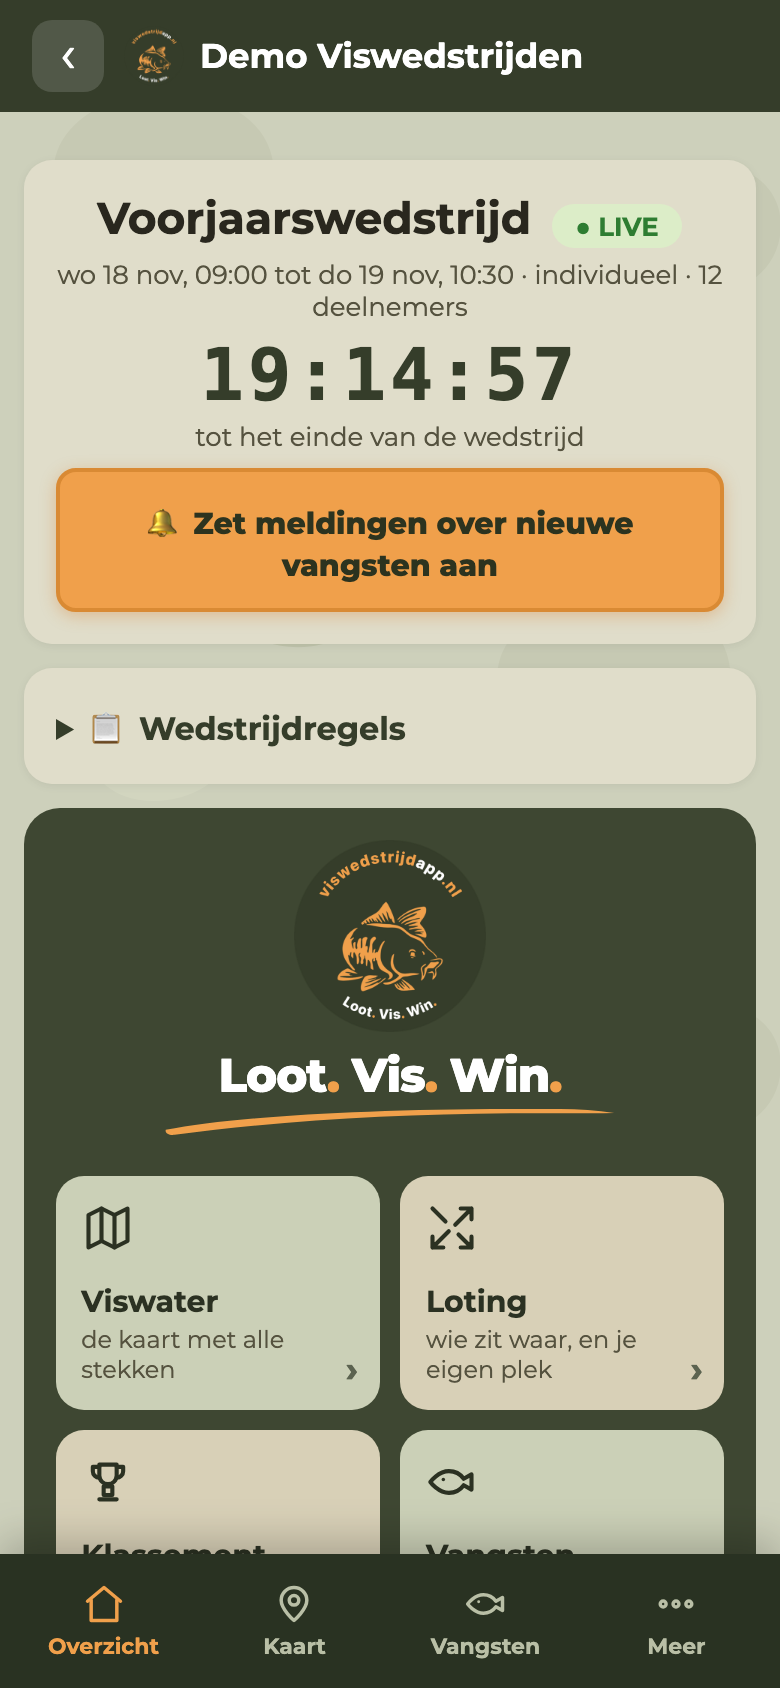 ‹
Demo Viswedstrijden
Voorjaarswedstrijd
● LIVE
wo 18 nov, 09:00 tot do 19 nov, 10:30 · individueel · 12
deelnemers
19:14:57
tot het einde van de wedstrijd
🔔 Zet meldingen over nieuwe
vangsten aan
▶ 📋 Wedstrijdregels
viswedstrijdapp.nl
Loot. Vis. Win.
Loot. Vis. Win.
Viswater
de kaart met alle
stekken
›
Loting
wie zit waar, en je
eigen plek
›
Klassement
Vangsten
Overzicht
Kaart
Vangsten
Meer